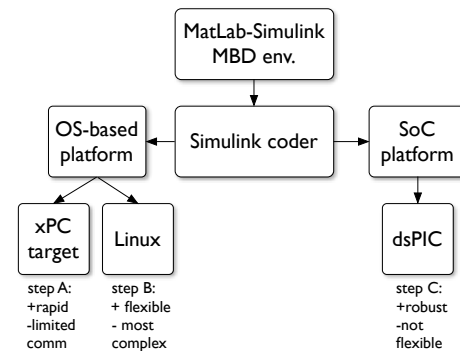 MatLab-Simulink
MBD env.
OS-based
platform
Simulink coder
SoC
platform
xPC
target
Linux
dsPIC
step A:
+rapid
-limited
comm
step B:
+ flexible
- most
complex
step C:
+robust
-not
flexible